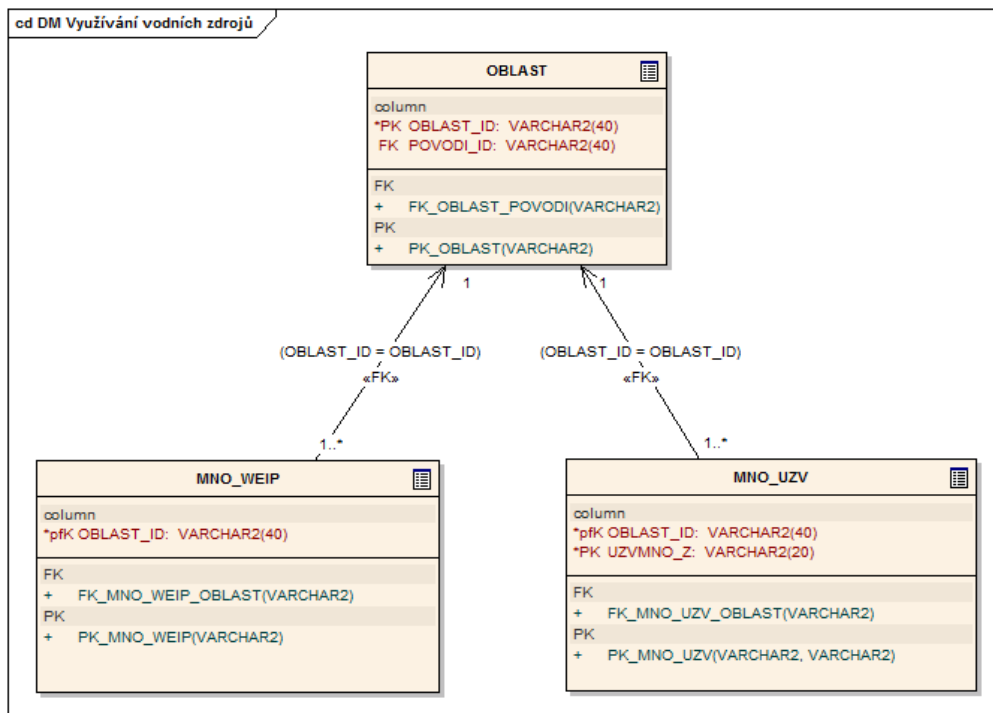 cd DM Využívání vodních zdrojů
OBLAST
column
*PK OBLAST_ID: VARCHAR2(40)
FK POVODI_ID: VARCHAR2(40)
FK
+ FK_OBLAST_POVODI(VARCHAR2)
PK
+ PK_OBLAST(VARCHAR2)
1
1
(OBLAST_ID = OBLAST_ID)
«FK»
(OBLAST_ID = OBLAST_ID)
«FK»
1..*
1..*
MNO_WEIP
column
*pfK OBLAST_ID: VARCHAR2(40)
FK
+ FK_MNO_WEIP_OBLAST(VARCHAR2)
PK
+ PK_MNO_WEIP(VARCHAR2)
MNO_UZV
column
*pfK OBLAST_ID: VARCHAR2(40)
*PK UZVMNO_Z: VARCHAR2(20)
FK
+ FK_MNO_UZV_OBLAST(VARCHAR2)
PK
+ PK_MNO_UZV(VARCHAR2, VARCHAR2)